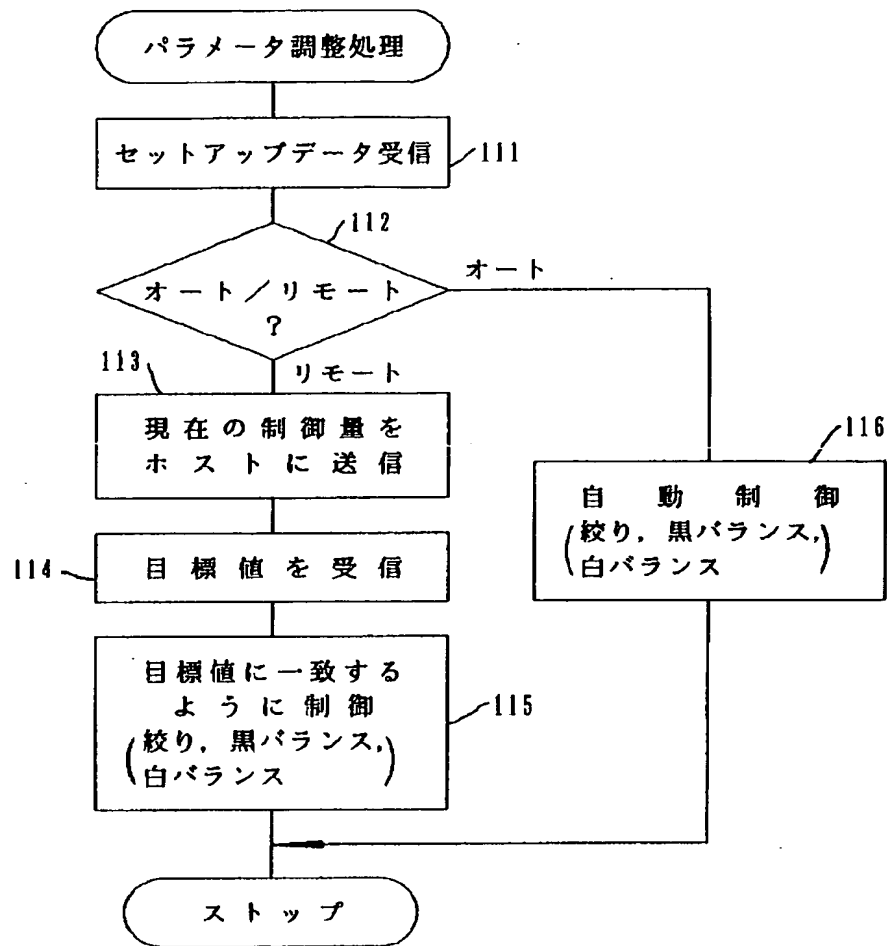 パラメータ調整処理
セットアップデータ受信
111
112
オート／リモート
？
オート
リモート
113
現在の制御量を
ホストに送信
114
目標値を受信
目標値に一致する
ように制御
(絞り，黒バランス，
白バランス)
115
116
自動制御
(絞り，黒バランス，
白バランス)
ストップ